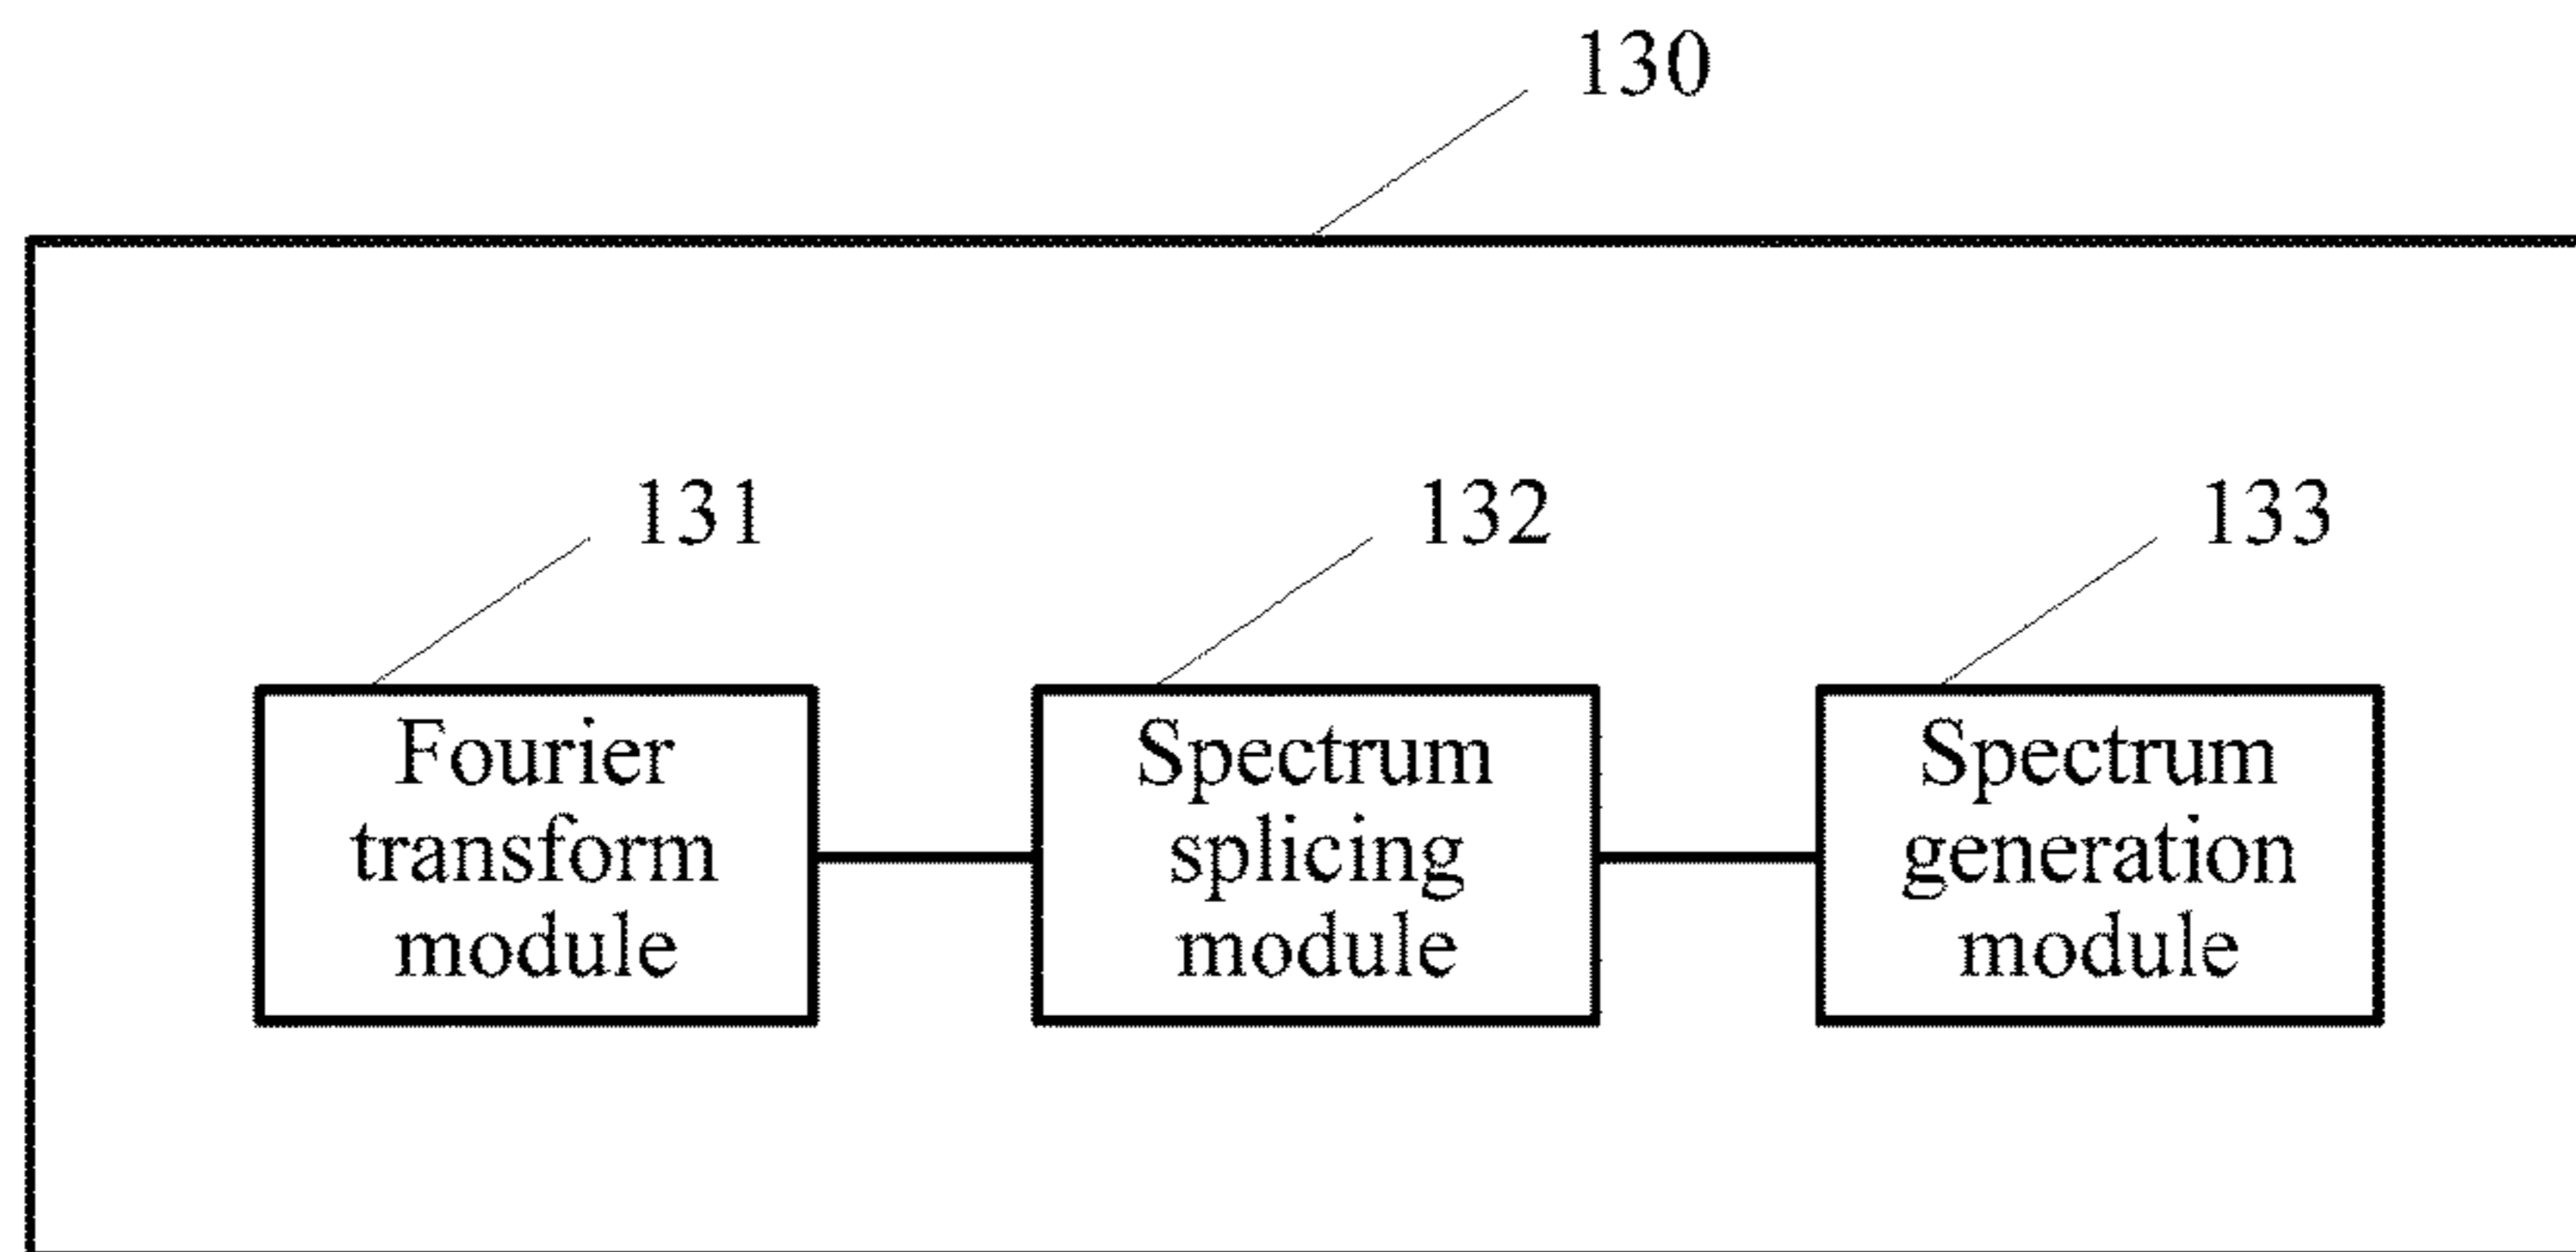 130
131
132
133
Fourier
transform
module
Spectrum
splicing
module
Spectrum
generation
module